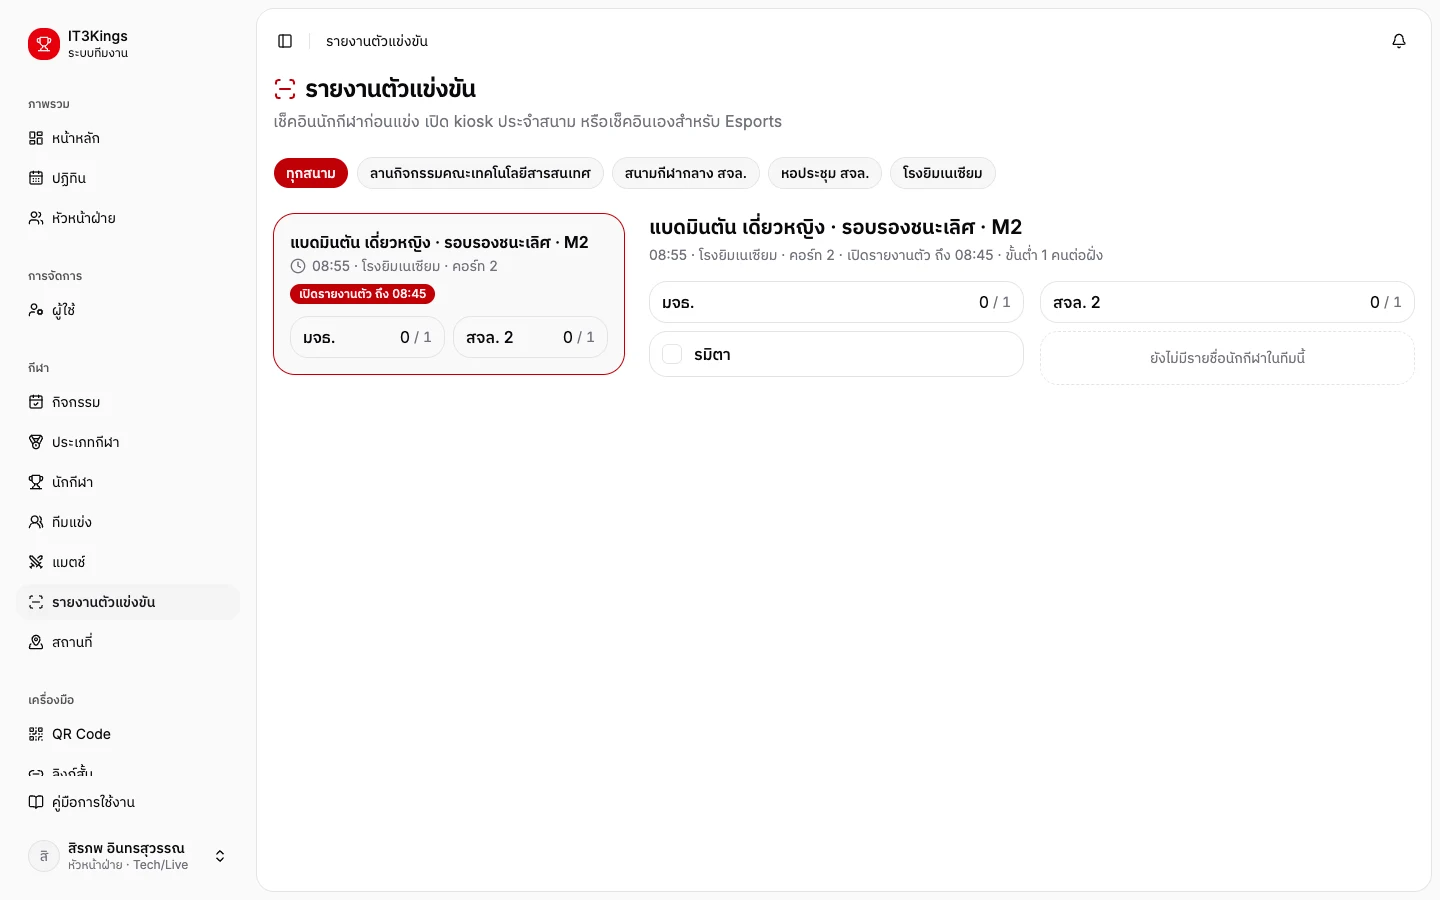 IT3Kings
ระบบทีมงาน
ภาพรวม
หน้าหลัก
ปฏิทิน
หัวหน้าฝ่าย
การจัดการ
ผู้ใช้
กีฬา
กิจกรรม
ประเภทกีฬา
นักกีฬา
ทีมแข่ง
แมตช์
รายงานตัวแข่งขัน
สถานที่
เครื่องมือ
QR Code
ลิงก์สั้น
คู่มือการใช้งาน
สิ
สิรภพ อินทรสุวรรณ
หัวหน้าฝ่าย · Tech/Live
รายงานตัวแข่งขัน
รายงานตัวแข่งขัน
เช็คอินนักกีฬาก่อนแข่ง เปิด kiosk ประจำสนาม หรือเช็คอินเองสำหรับ Esports
ทุกสนาม
ลานกิจกรรมคณะเทคโนโลยีสารสนเทศ
สนามกีฬากลาง สจล.
หอประชุม สจล.
โรงยิมเนเซียม
แบดมินตัน เดี่ยวหญิง · รอบรองชนะเลิศ · M2
08:55 · โรงยิมเนเซียม · คอร์ท 2
เปิดรายงานตัว ถึง 08:45
มจธ. 0 / 1
สจล. 2 0 / 1
แบดมินตัน เดี่ยวหญิง · รอบรองชนะเลิศ · M2
08:55 · โรงยิมเนเซียม · คอร์ท 2 · เปิดรายงานตัว ถึง 08:45 · ขั้นต่ำ 1 คนต่อฝั่ง
มจธ. 0 / 1
รมิตา
สจล. 2 0 / 1
ยังไม่มีรายชื่อนักกีฬาในทีมนี้